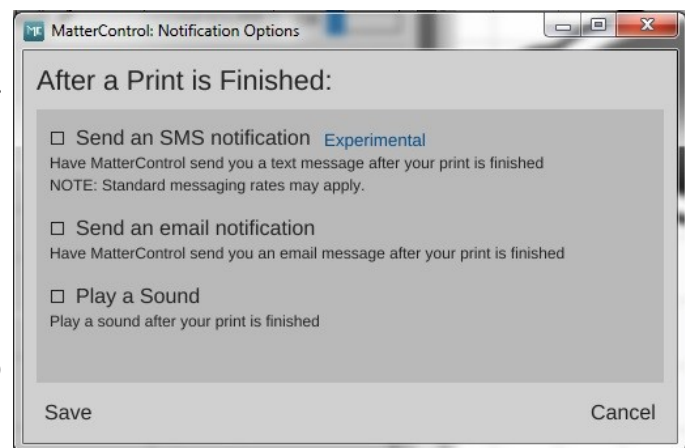 MC MatterControl: Notification Options
After a Print is Finished:
Send an SMS notification Experimental
Have MatterControl send you a text message after your print is finished
NOTE: Standard messaging rates may apply.
Send an email notification
Have MatterControl send you an email message after your print is finished
Play a Sound
Play a sound after your print is finished
Save Cancel